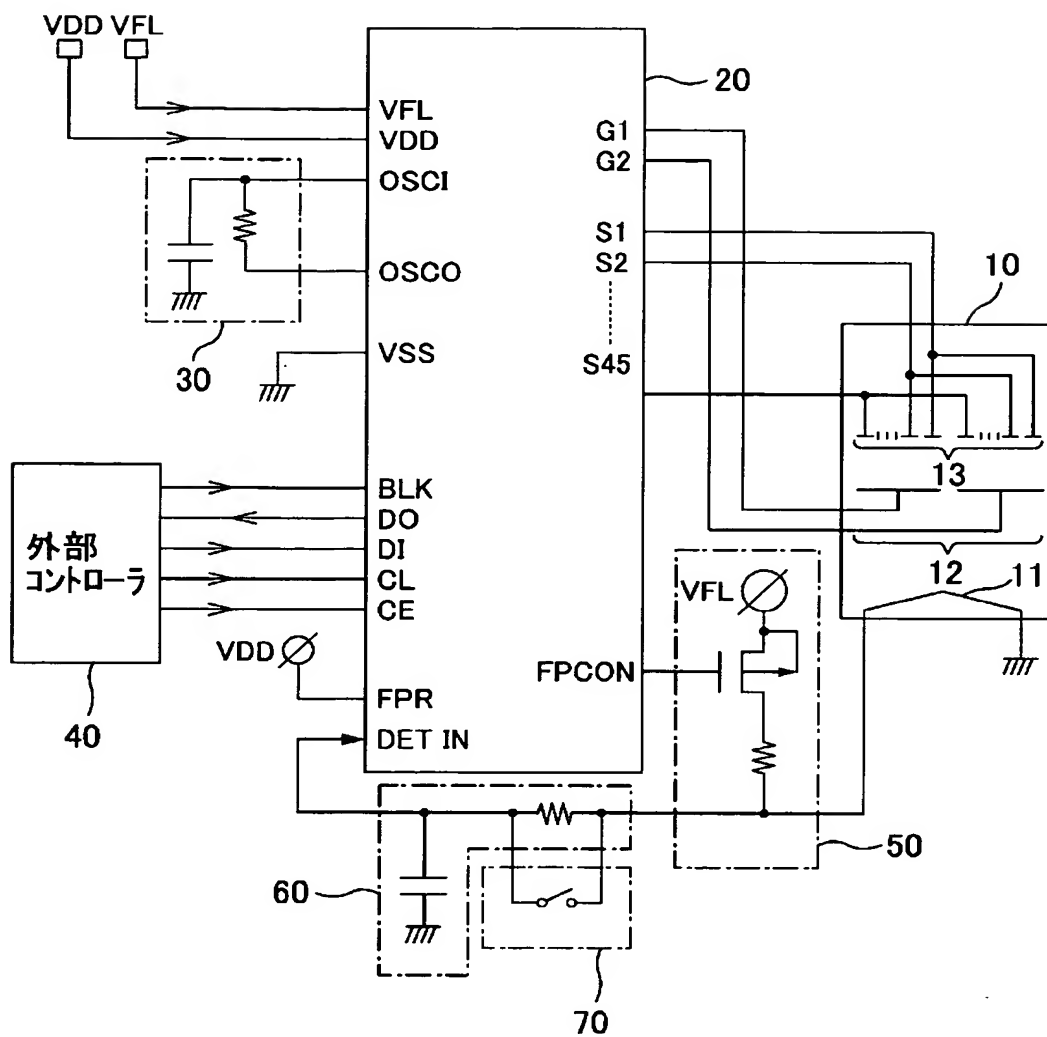 VDD VFL
20
VFL
VDD
G1
OSCI
G2
S1
OSCO
S2
10
30
VSS
S45
13
BLK
外部
コントローラ
DO
DI
12
11
CL
VFL
CE
VDD
FPCON
FPR
40
DET IN
50
60
70